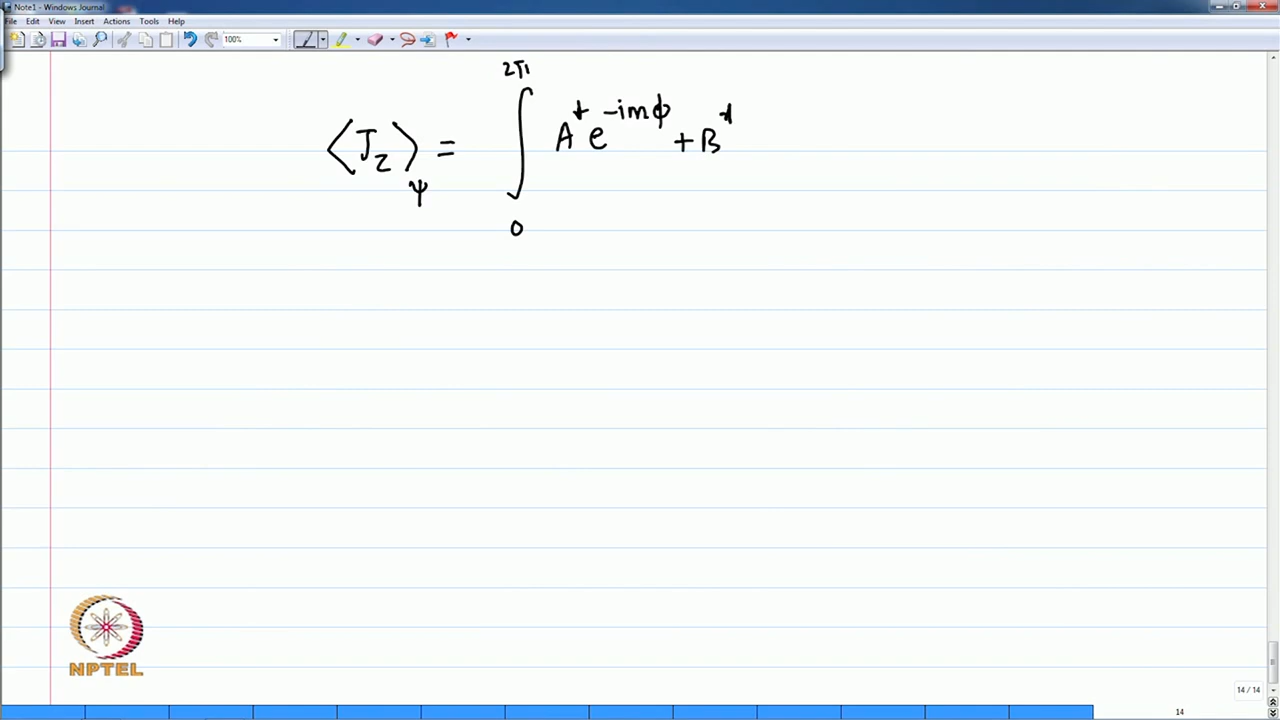 Note1 - Windows Journal
File Edit View Insert Actions Tools Help
100%
⟨J_z⟩_ψ = ∫_0^{2π} A^* e^{-imφ} + B^*
NPTEL
14 / 14
14